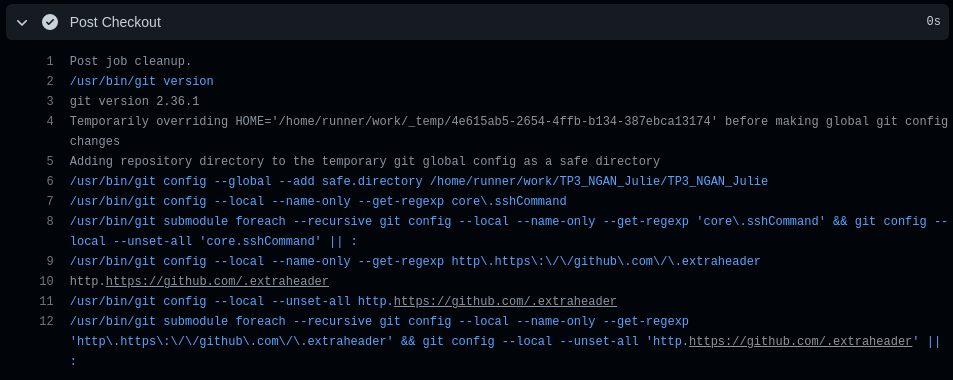 Post Checkout 0s
1 Post job cleanup.
2 /usr/bin/git version
3 git version 2.36.1
4 Temporarily overriding HOME='/home/runner/work/_temp/4e615ab5-2654-4ffb-b134-387ebca13174' before making global git config
changes
5 Adding repository directory to the temporary git global config as a safe directory
6 /usr/bin/git config --global --add safe.directory /home/runner/work/TP3_NGAN_Julie/TP3_NGAN_Julie
7 /usr/bin/git config --local --name-only --get-regexp core\.sshCommand
8 /usr/bin/git submodule foreach --recursive git config --local --name-only --get-regexp 'core\.sshCommand' && git config --
local --unset-all 'core.sshCommand' || :
9 /usr/bin/git config --local --name-only --get-regexp http\.https\:\/\/github\.com\/\.extraheader
10 http.https://github.com/.extraheader
11 /usr/bin/git config --local --unset-all http.https://github.com/.extraheader
12 /usr/bin/git submodule foreach --recursive git config --local --name-only --get-regexp
'http\.https\:\/\/github\.com\/\.extraheader' && git config --local --unset-all 'http.https://github.com/.extraheader' ||
: